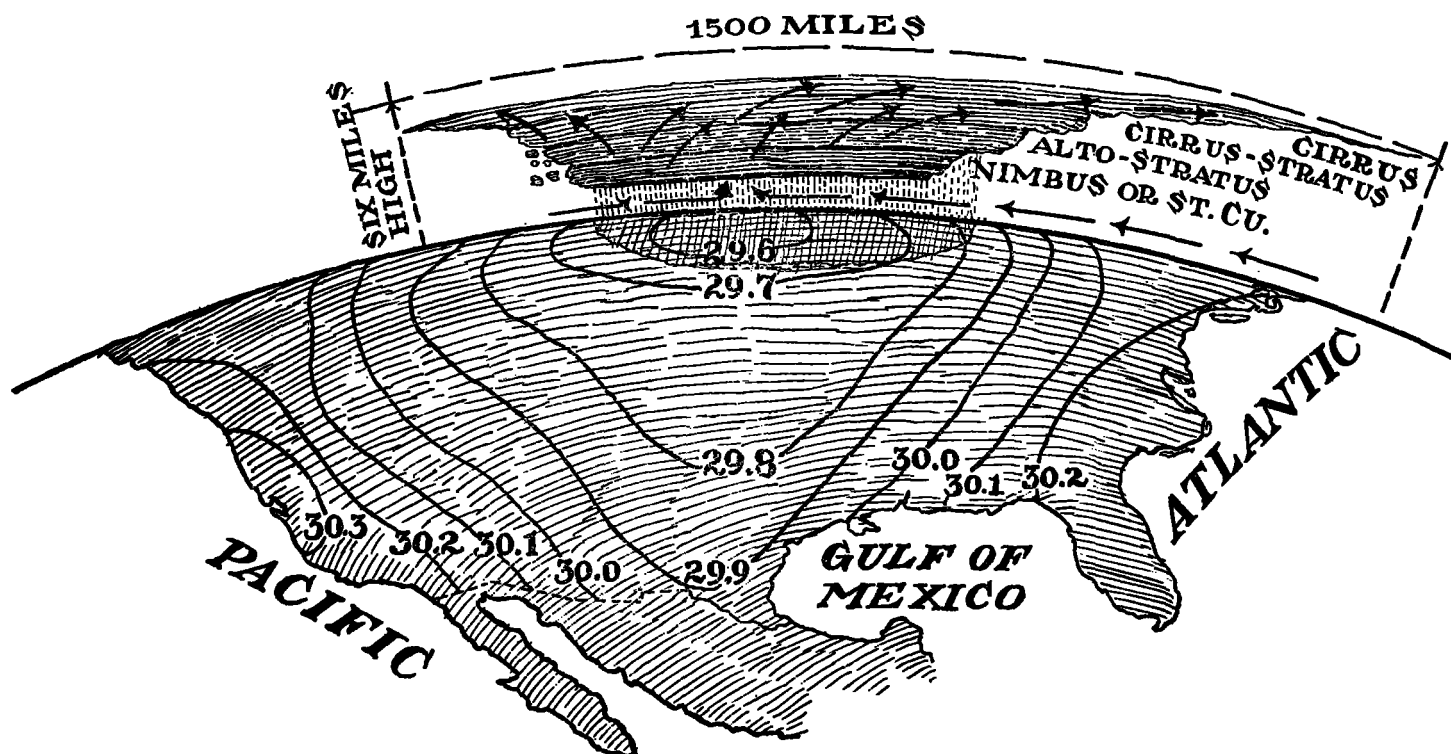 1500 MILES
SIX MILES
HIGH
CIRRUS
CIRRUS-STRATUS
ALTO-STRATUS
NIMBUS OR ST. CU.
29.6
29.7
29.8
29.9
30.0
30.1
30.2
30.3
30.2
30.1
30.0
GULF OF
MEXICO
ATLANTIC
PACIFIC